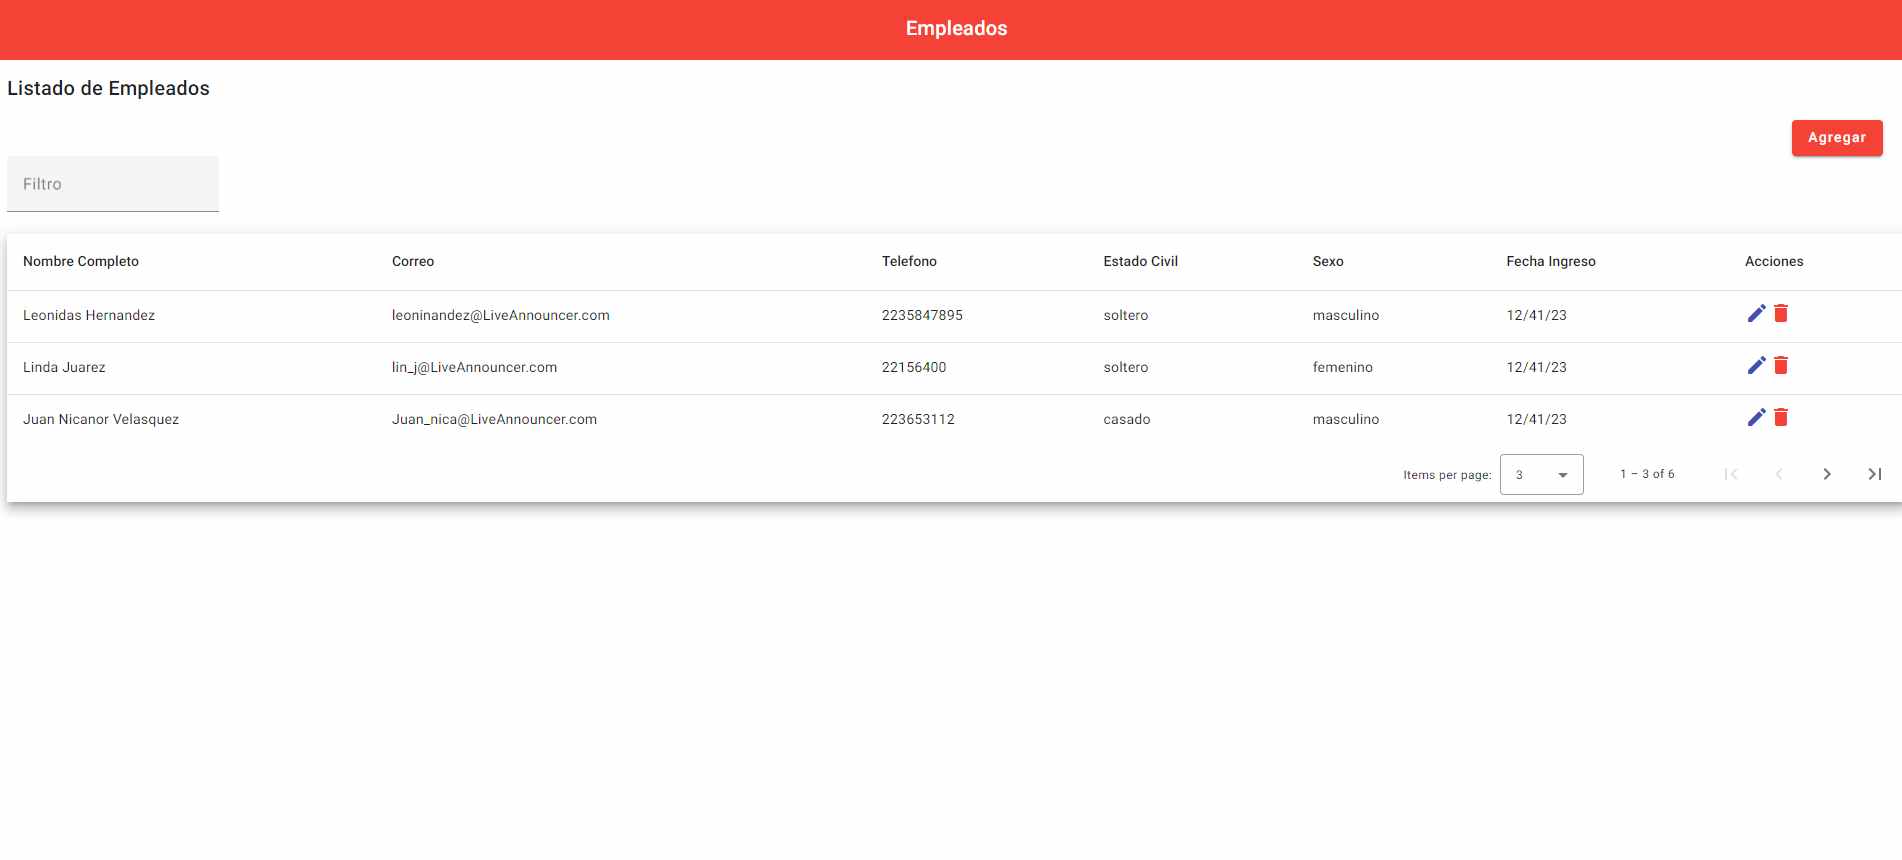 Empleados
Listado de Empleados
Agregar
Filtro
Nombre Completo Correo Telefono Estado Civil Sexo Fecha Ingreso Acciones
Leonidas Hernandez leoninandez@LiveAnnouncer.com 2235847895 soltero masculino 12/41/23
Linda Juarez lin_j@LiveAnnouncer.com 22156400 soltero femenino 12/41/23
Juan Nicanor Velasquez Juan_nica@LiveAnnouncer.com 223653112 casado masculino 12/41/23
Items per page: 3 1 – 3 of 6